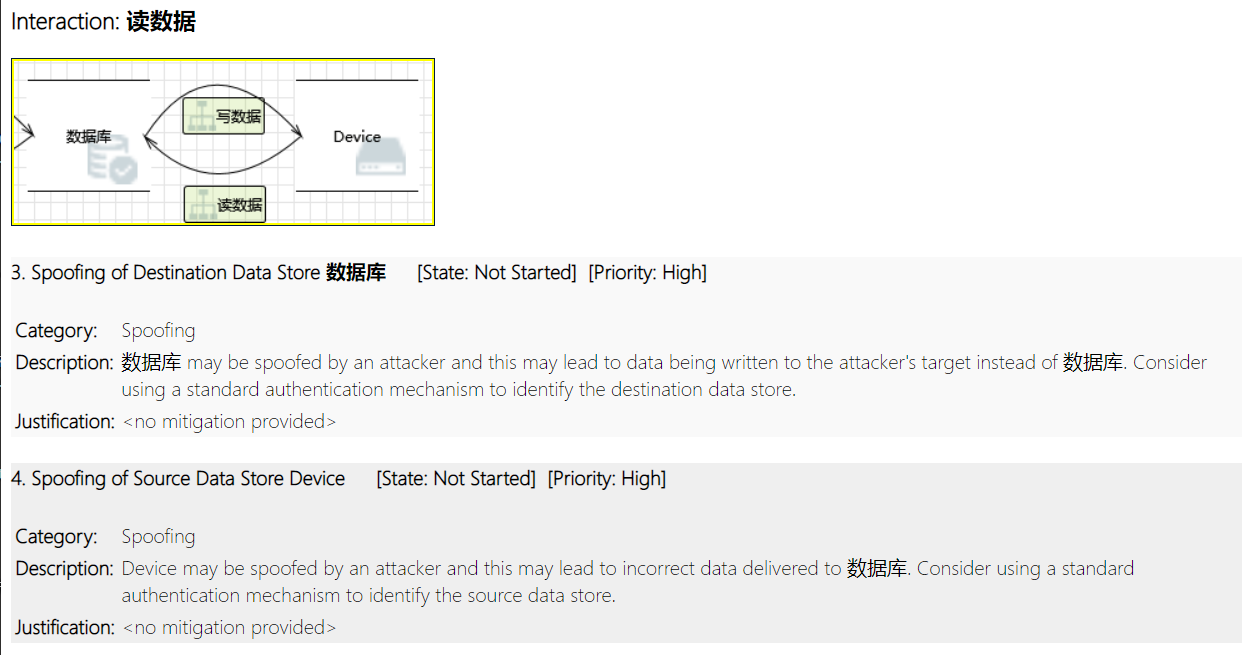 Interaction: 读数据
写数据
数据库
Device
读数据
3. Spoofing of Destination Data Store 数据库 [State: Not Started] [Priority: High]
Category: Spoofing
Description: 数据库 may be spoofed by an attacker and this may lead to data being written to the attacker's target instead of 数据库. Consider
using a standard authentication mechanism to identify the destination data store.
Justification: <no mitigation provided>
4. Spoofing of Source Data Store Device [State: Not Started] [Priority: High]
Category: Spoofing
Description: Device may be spoofed by an attacker and this may lead to incorrect data delivered to 数据库. Consider using a standard
authentication mechanism to identify the source data store.
Justification: <no mitigation provided>